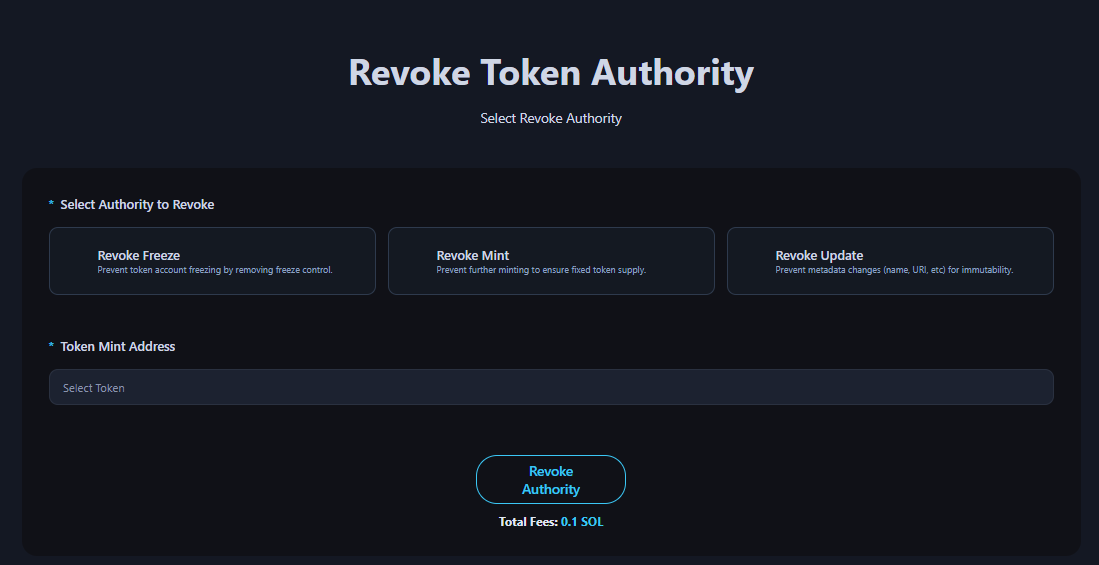 Revoke Token Authority
Select Revoke Authority
* Select Authority to Revoke
Revoke Freeze
Prevent token account freezing by removing freeze control.
Revoke Mint
Prevent further minting to ensure fixed token supply.
Revoke Update
Prevent metadata changes (name, URI, etc) for immutability.
* Token Mint Address
Select Token
Revoke
Authority
Total Fees: 0.1 SOL